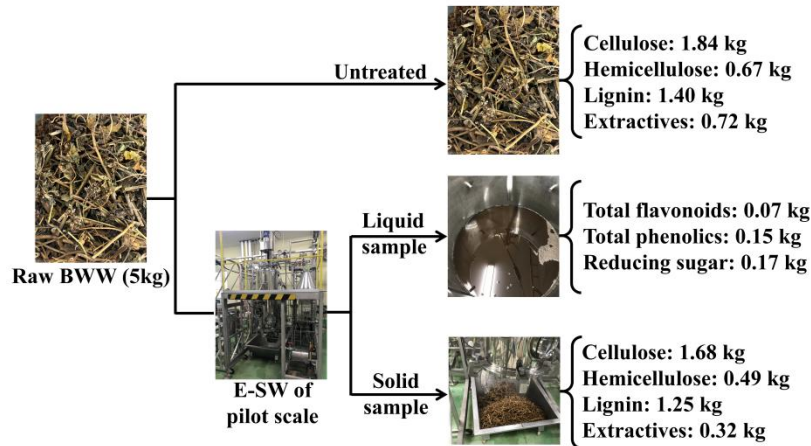 Untreated
Cellulose: 1.84 kg
Hemicellulose: 0.67 kg
Lignin: 1.40 kg
Extractives: 0.72 kg
Raw BWW (5kg)
E-SW of
pilot scale
Liquid
sample
Total flavonoids: 0.07 kg
Total phenolics: 0.15 kg
Reducing sugar: 0.17 kg
Solid
sample
Cellulose: 1.68 kg
Hemicellulose: 0.49 kg
Lignin: 1.25 kg
Extractives: 0.32 kg